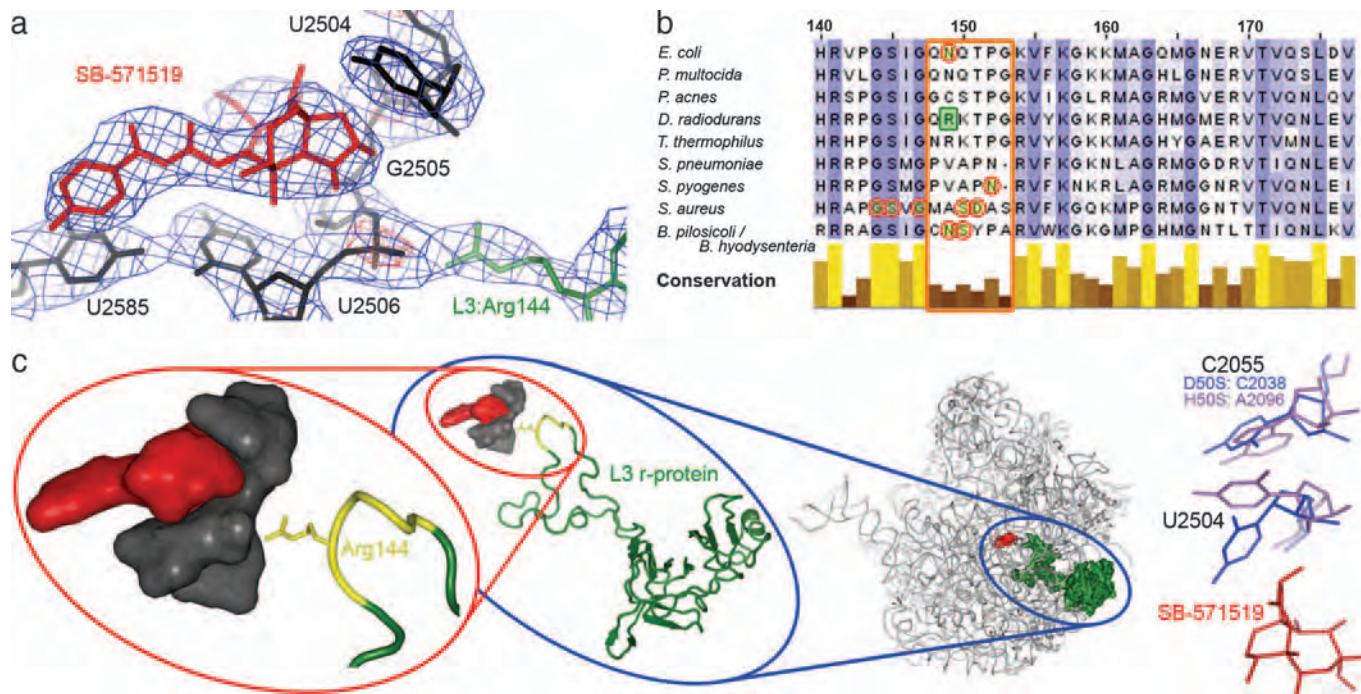 a
U2504
SB-571519
G2505
U2585
U2506
L3:Arg144
b
140 150 160 170
E. coli HRVPGSIGQNQTPGKVFKGKKMAGQMGNERVTVQSLDV
P. multocida HRVLGSIGQNQTPGRVFKGKKMAGHLGNERVTVQSLEV
P. acnes HRSPGSIGGCSTPGKVIKGLRMAGRMGVERVTVQNLQV
D. radiodurans HRRPGSIGQRKTPGRVYKGKRMAGHMGMERVTVQNLEV
T. thermophilus HRHPGSIGNRKTPGRVYKGKKMAGHYGAERVTVMNLEV
S. pneumoniae HRRPGSMGPVAPN·RVFKGKNLAGRMGGDRVTIQNLEV
S. pyogenes HRRPGSMGPVAPN·RVFKNKRLAGRMGGNRVTVQNLEI
S. aureus HRAPGSVGMASDASRVFKGQKMPGRMGGNTVTVQNLEV
B. pilosicoli / RRRAGSIGCNSYPARVWKGKGMPGHMGNTLTTIQNLKV
B. hyodysenteria
Conservation
c
Arg144
L3 r-protein
C2055
D50S: C2038
H50S: A2096
U2504
SB-571519